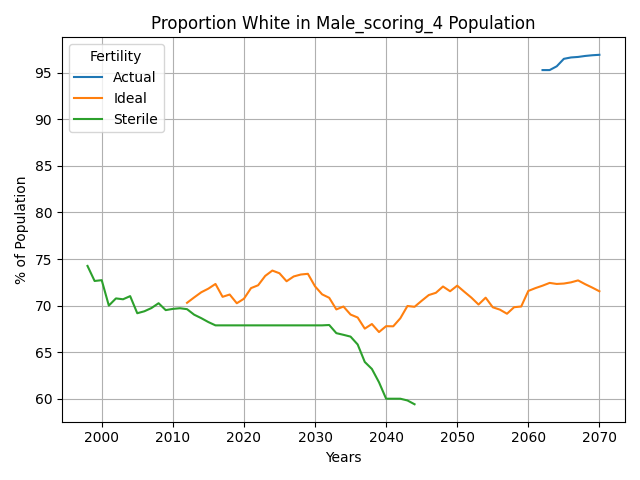 Proportion White in Male_scoring_4 Population
Fertility
Actual
Ideal
Sterile
% of Population
95
90
85
80
75
70
65
60
2000 2010 2020 2030 2040 2050 2060 2070
Years